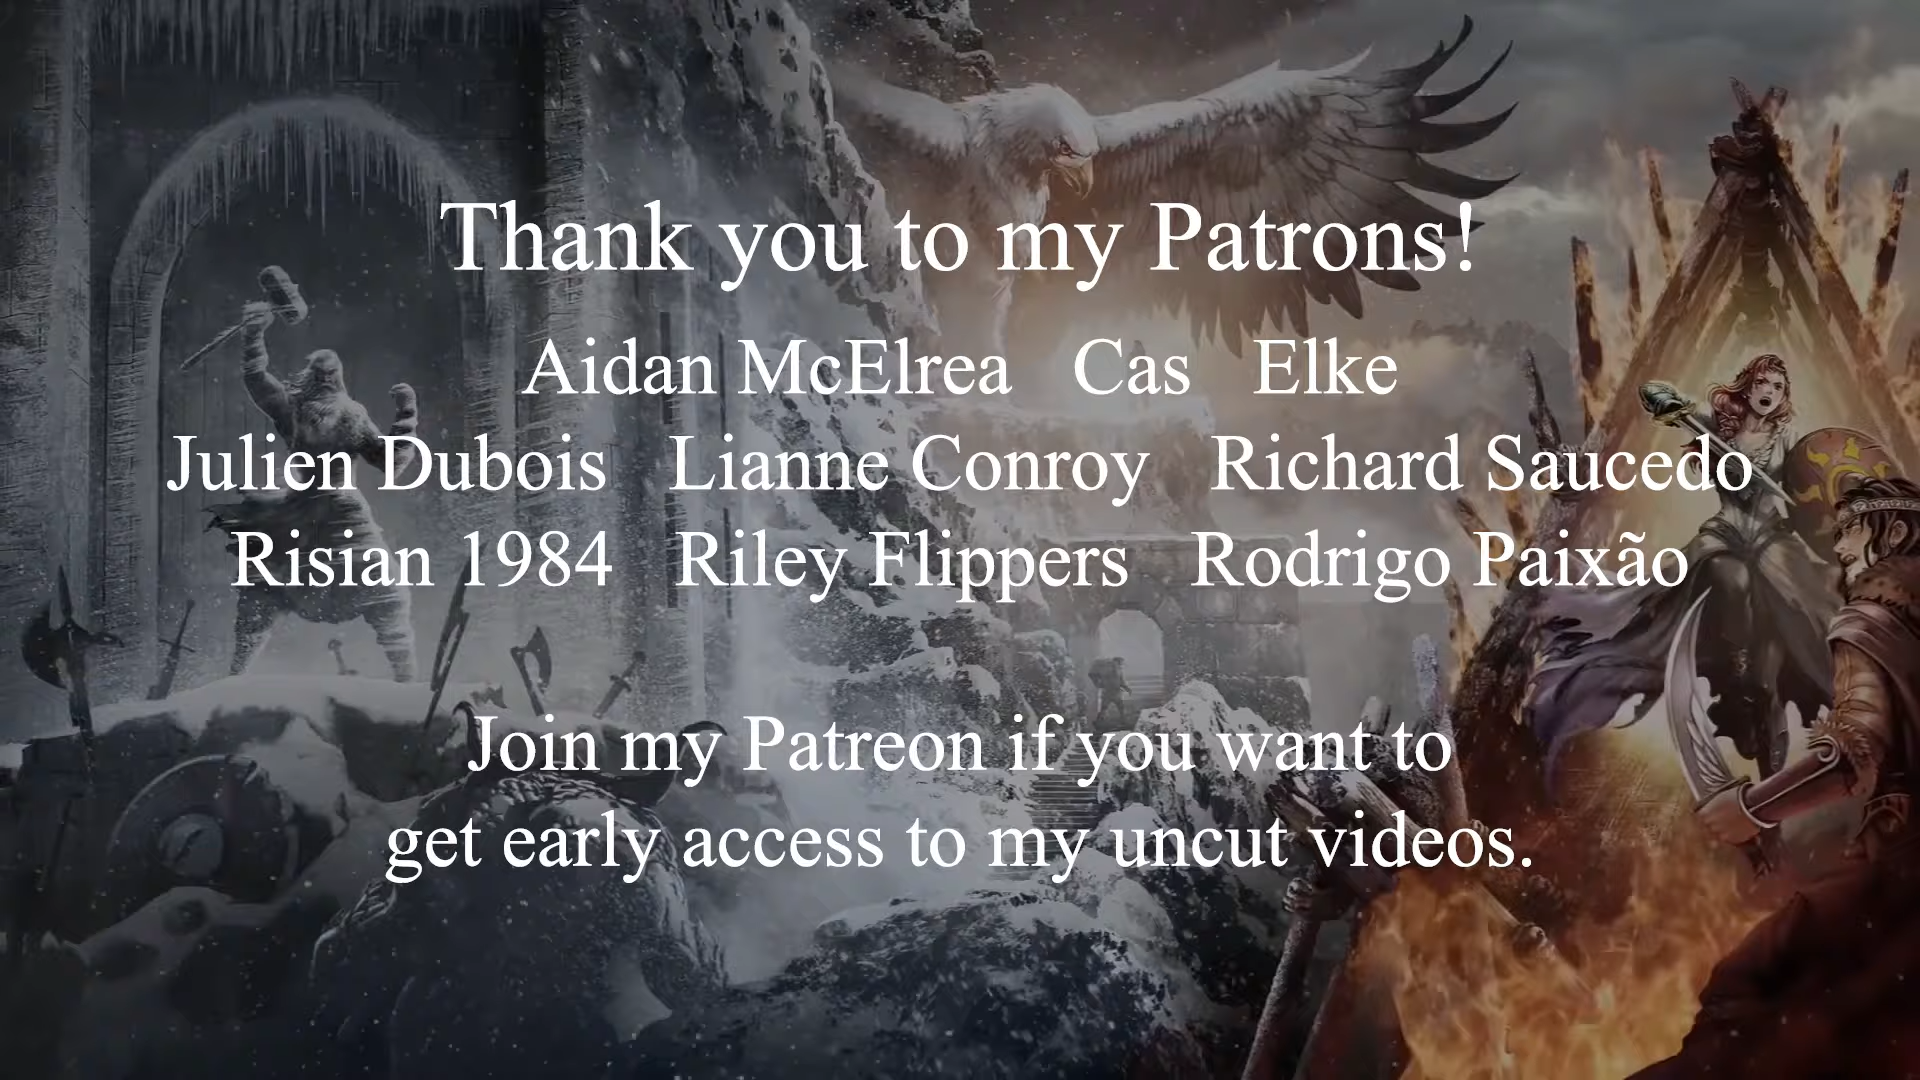 Thank you to my Patrons!
Aidan McElrea   Cas   Elke
Julien Dubois   Lianne Conroy   Richard Saucedo
Risian 1984   Riley Flippers   Rodrigo Paixão
Join my Patreon if you want to
get early access to my uncut videos.